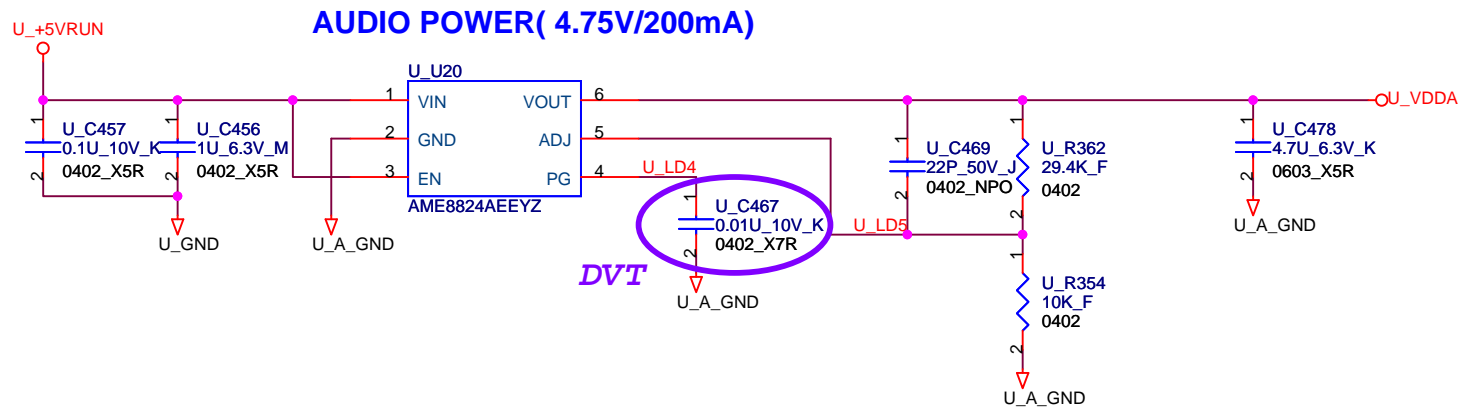 AUDIO POWER( 4.75V/200mA)
U_+5VRUN
U_U20
1
VIN
VOUT
6
U_VDDA
2
GND
ADJ
5
3
EN
PG
4
AME8824AEEYZ
1
U_C457
0.1U_10V_K
0402_X5R
2
1
U_C456
1U_6.3V_M
0402_X5R
2
U_GND
U_A_GND
U_LD4
1
U_C467
0.01U_10V_K
0402_X7R
2
DVT
U_A_GND
U_LD5
1
U_C469
22P_50V_J
0402_NPO
2
1
U_R362
29.4K_F
0402
2
1
U_C478
4.7U_6.3V_K
0603_X5R
2
U_A_GND
1
U_R354
10K_F
0402
2
U_A_GND